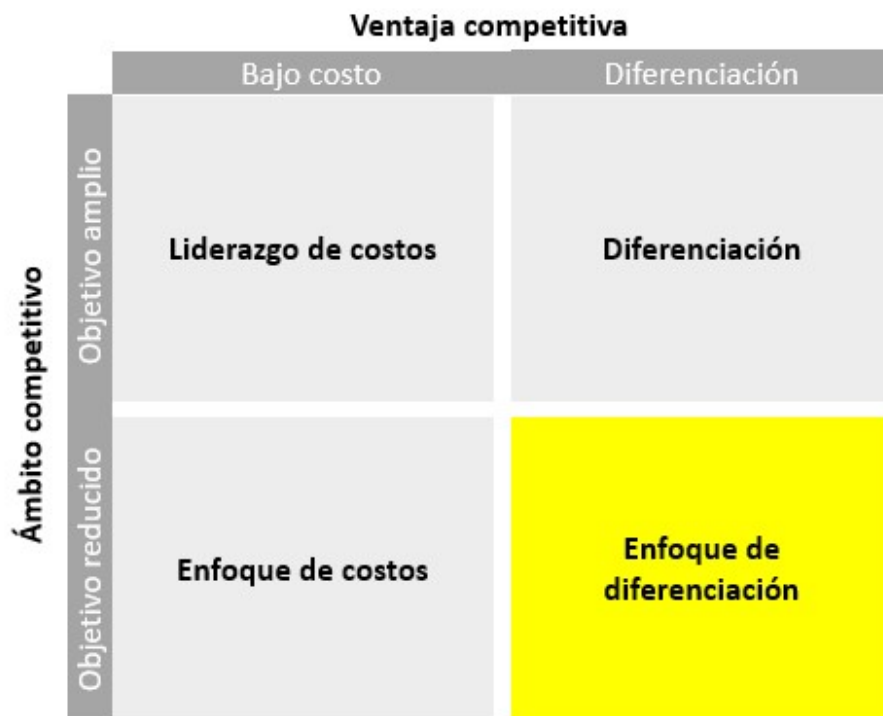 Ventaja competitiva
Bajo costo
Diferenciación
Ámbito competitivo
Objetivo amplio
Liderazgo de costos
Diferenciación
Objetivo reducido
Enfoque de costos
Enfoque de
diferenciación